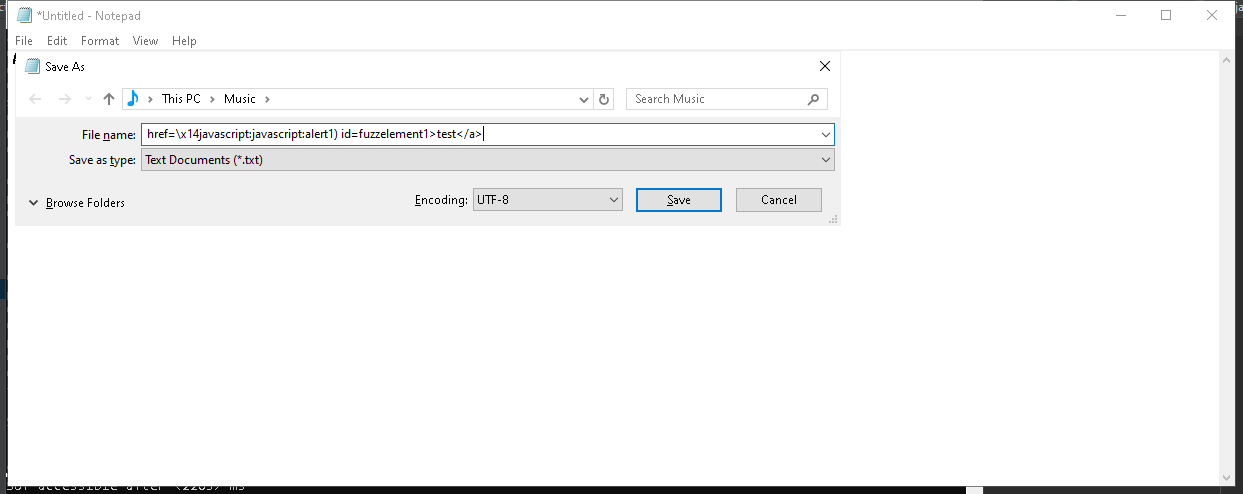 *Untitled - Notepad
File Edit Format View Help
Save As
This PC Music
Search Music
File name: href=\x14javascript:javascript:alert1) id=fuzzelement1>test</a>
Save as type: Text Documents (*.txt)
Browse Folders
Encoding: UTF-8
Save
Cancel